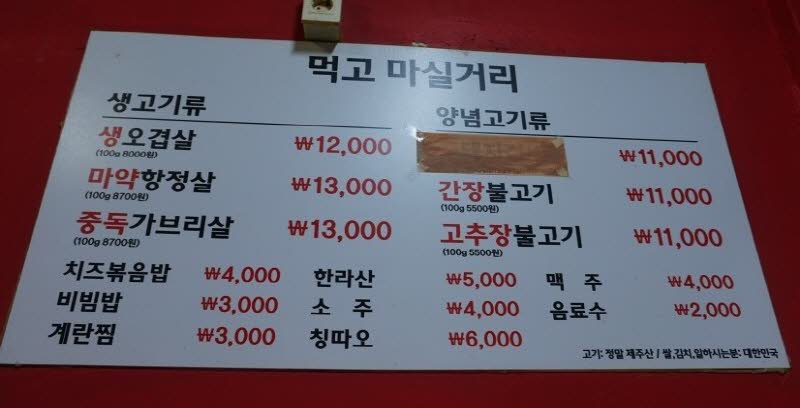 먹고 마실거리
생고기류
생오겹살 ₩12,000
(100g 8000원)
마약항정살 ₩13,000
(100g 8700원)
중독가브리살 ₩13,000
(100g 8700원)
양념고기류
₩11,000
간장불고기 ₩11,000
(100g 5500원)
고추장불고기 ₩11,000
(100g 5500원)
치즈볶음밥 ₩4,000 한라산 ₩5,000 맥 주 ₩4,000
비빔밥 ₩3,000 소 주 ₩4,000 음료수 ₩2,000
계란찜 ₩3,000 칭따오 ₩6,000
고기: 정말 제주산 / 쌀,김치,일하시는분: 대한민국